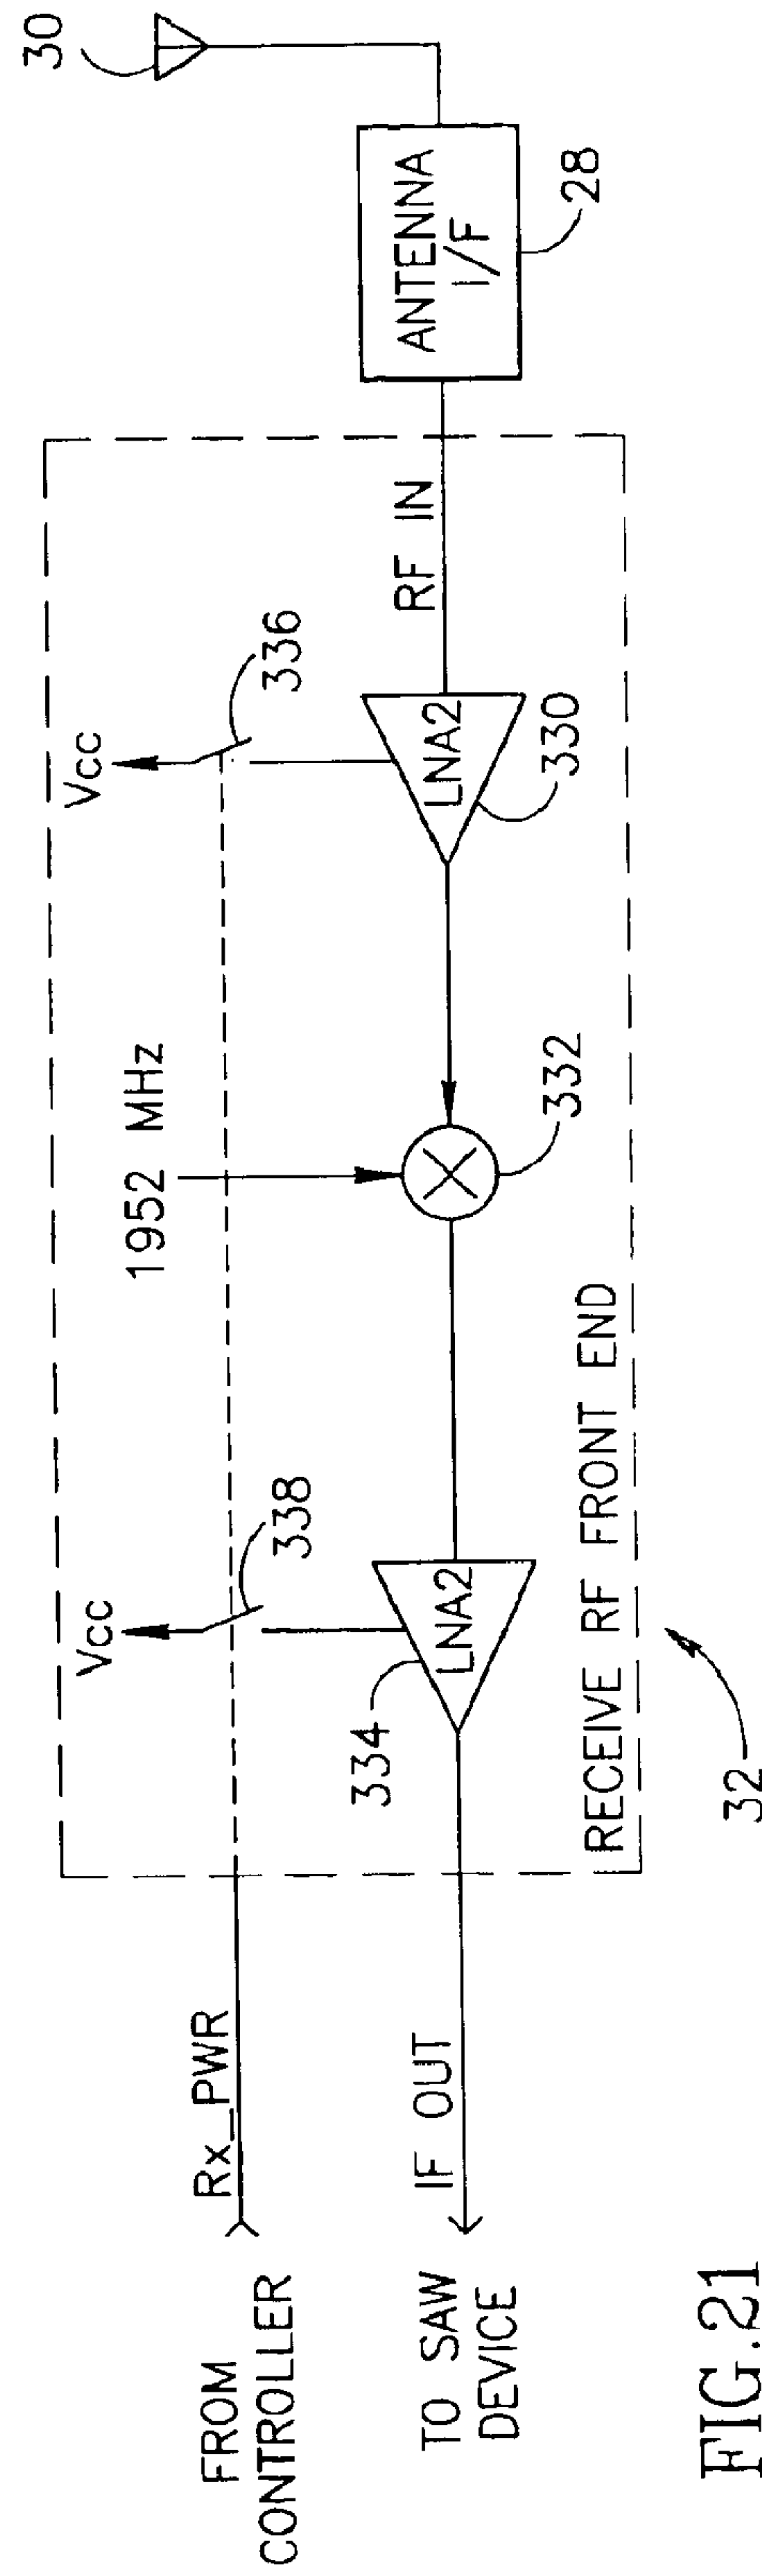 30
ANTENNA
I/F
28
RF IN
Vcc
336
LNA2
330
1952 MHz
332
Vcc
338
LNA2
334
RECEIVE RF FRONT END
32
Rx_PWR
IF OUT
FROM
CONTROLLER
TO SAW
DEVICE
FIG.21